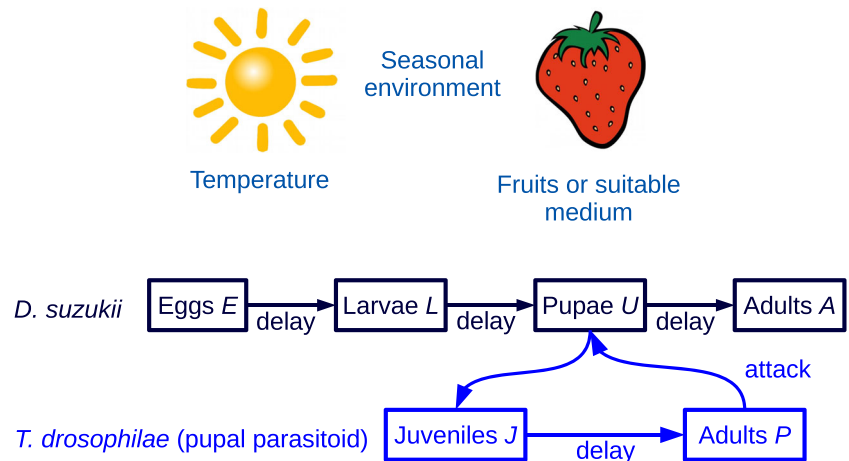 Seasonal
environment
Temperature
Fruits or suitable
medium
D. suzukii
Eggs E
delay
Larvae L
delay
Pupae U
delay
Adults A
attack
T. drosophilae (pupal parasitoid)
Juveniles J
delay
Adults P